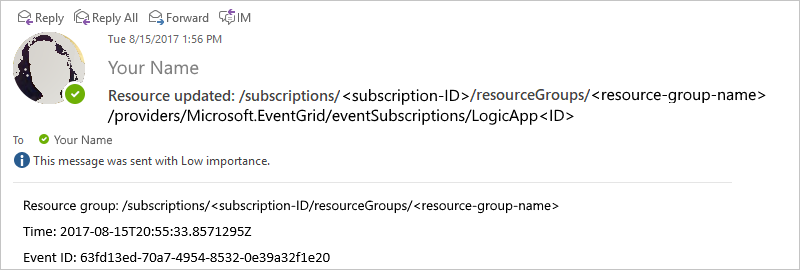 Reply Reply All Forward IM
Tue 8/15/2017 1:56 PM
Your Name
Resource updated: /subscriptions/<subscription-ID>/resourceGroups/<resource-group-name>
/providers/Microsoft.EventGrid/eventSubscriptions/LogicApp<ID>
To Your Name
This message was sent with Low importance.
Resource group: /subscriptions/<subscription-ID/resourceGroups/<resource-group-name>
Time: 2017-08-15T20:55:33.8571295Z
Event ID: 63fd13ed-70a7-4954-8532-0e39a32f1e20